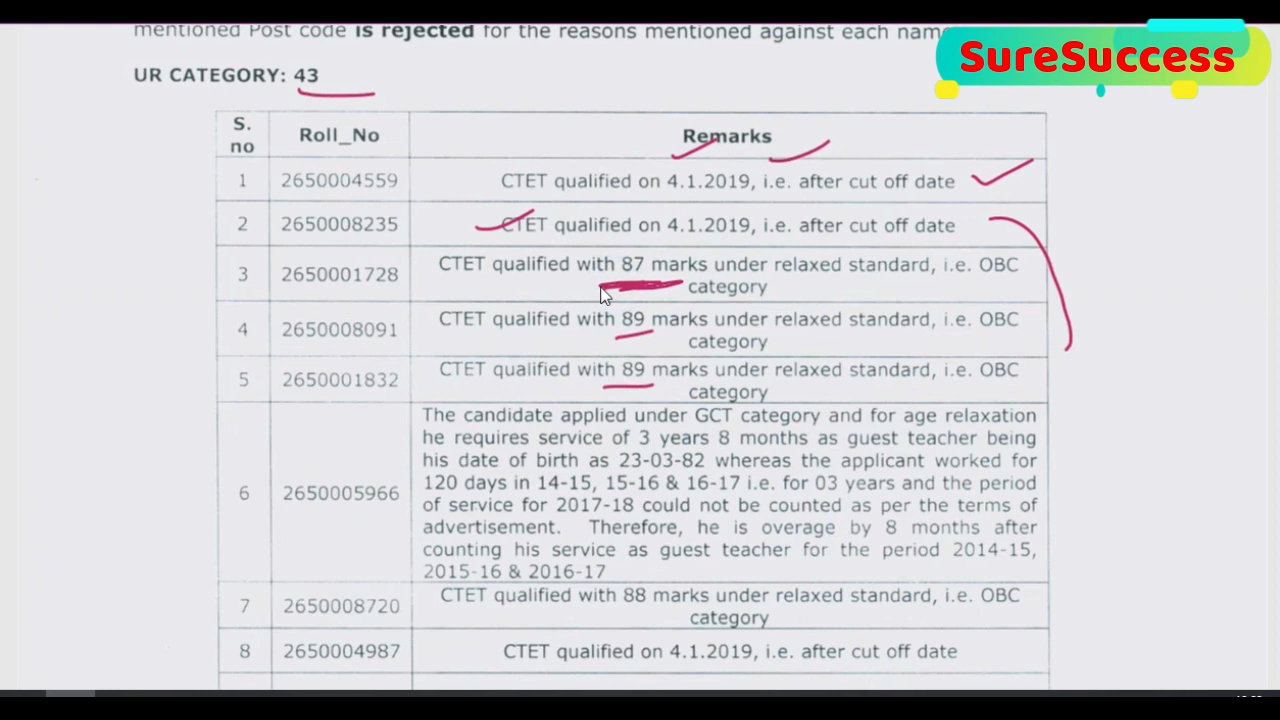 mentioned Post code is rejected for the reasons mentioned against each name
SureSuccess
UR CATEGORY: 43
S. no Roll_No Remarks
1 2650004559 CTET qualified on 4.1.2019, i.e. after cut off date
2 2650008235 CTET qualified on 4.1.2019, i.e. after cut off date
3 2650001728 CTET qualified with 87 marks under relaxed standard, i.e. OBC
category
4 2650008091 CTET qualified with 89 marks under relaxed standard, i.e. OBC
category
5 2650001832 CTET qualified with 89 marks under relaxed standard, i.e. OBC
category
The candidate applied under GCT category and for age relaxation
he requires service of 3 years 8 months as guest teacher being
his date of birth as 23-03-82 whereas the applicant worked for
120 days in 14-15, 15-16 & 16-17 i.e. for 03 years and the period
6 2650005966 of service for 2017-18 could not be counted as per the terms of
advertisement. Therefore, he is overage by 8 months after
counting his service as guest teacher for the period 2014-15,
2015-16 & 2016-17
7 2650008720 CTET qualified with 88 marks under relaxed standard, i.e. OBC
category
8 2650004987 CTET qualified on 4.1.2019, i.e. after cut off date